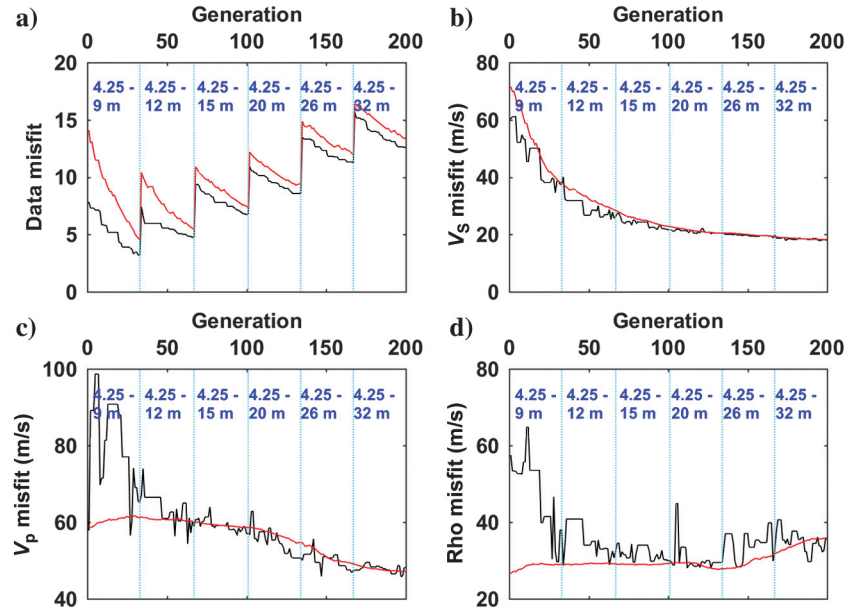 a)
Generation
0 50 100 150 200
20
15
10
5
0
Data misfit
4.25 - 4.25 - 4.25 - 4.25 - 4.25 - 4.25 -
9 m 12 m 15 m 20 m 26 m 32 m
b)
Generation
0 50 100 150 200
80
60
40
20
0
VS misfit (m/s)
4.25 - 4.25 - 4.25 - 4.25 - 4.25 - 4.25 -
9 m 12 m 15 m 20 m 26 m 32 m
c)
Generation
0 50 100 150 200
100
80
60
40
Vp misfit (m/s)
4.25 - 4.25 - 4.25 - 4.25 - 4.25 - 4.25 -
9 m 12 m 15 m 20 m 26 m 32 m
d)
Generation
0 50 100 150 200
80
60
40
20
Rho misfit (m/s)
4.25 - 4.25 - 4.25 - 4.25 - 4.25 - 4.25 -
9 m 12 m 15 m 20 m 26 m 32 m